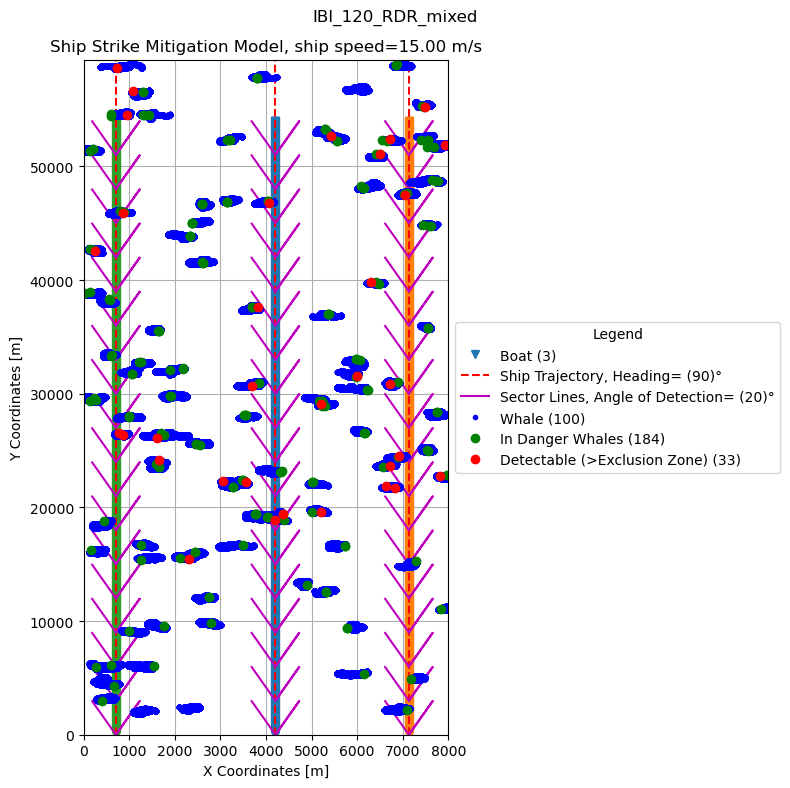 IBI_120_RDR_mixed
Ship Strike Mitigation Model, ship speed=15.00 m/s
50000
40000
30000
20000
10000
0
Y Coordinates [m]
0 1000 2000 3000 4000 5000 6000 7000 8000
X Coordinates [m]
Legend
Boat (3)
Ship Trajectory, Heading= (90)°
Sector Lines, Angle of Detection= (20)°
Whale (100)
In Danger Whales (184)
Detectable (>Exclusion Zone) (33)